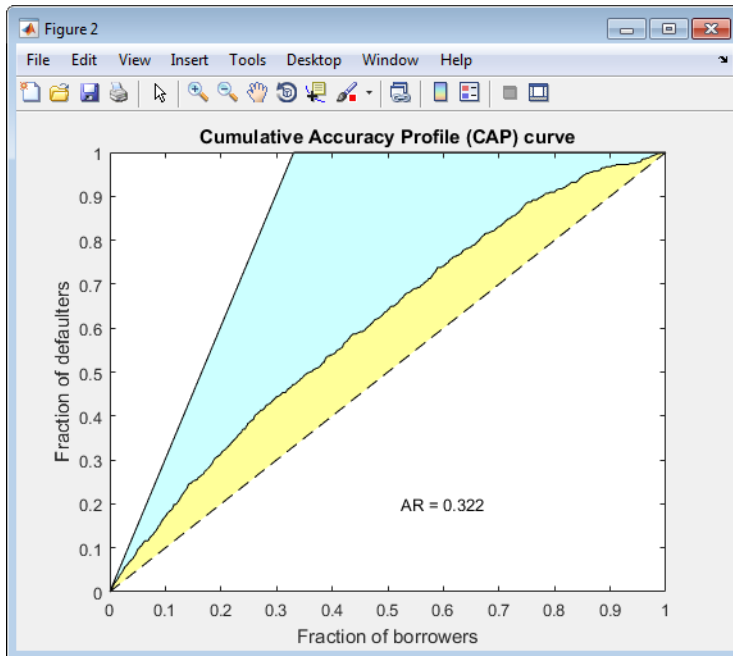 Figure 2
File Edit View Insert Tools Desktop Window Help
Cumulative Accuracy Profile (CAP) curve
1
0.9
0.8
0.7
0.6
0.5
0.4
0.3
0.2
0.1
0
Fraction of defaulters
AR = 0.322
0 0.1 0.2 0.3 0.4 0.5 0.6 0.7 0.8 0.9 1
Fraction of borrowers